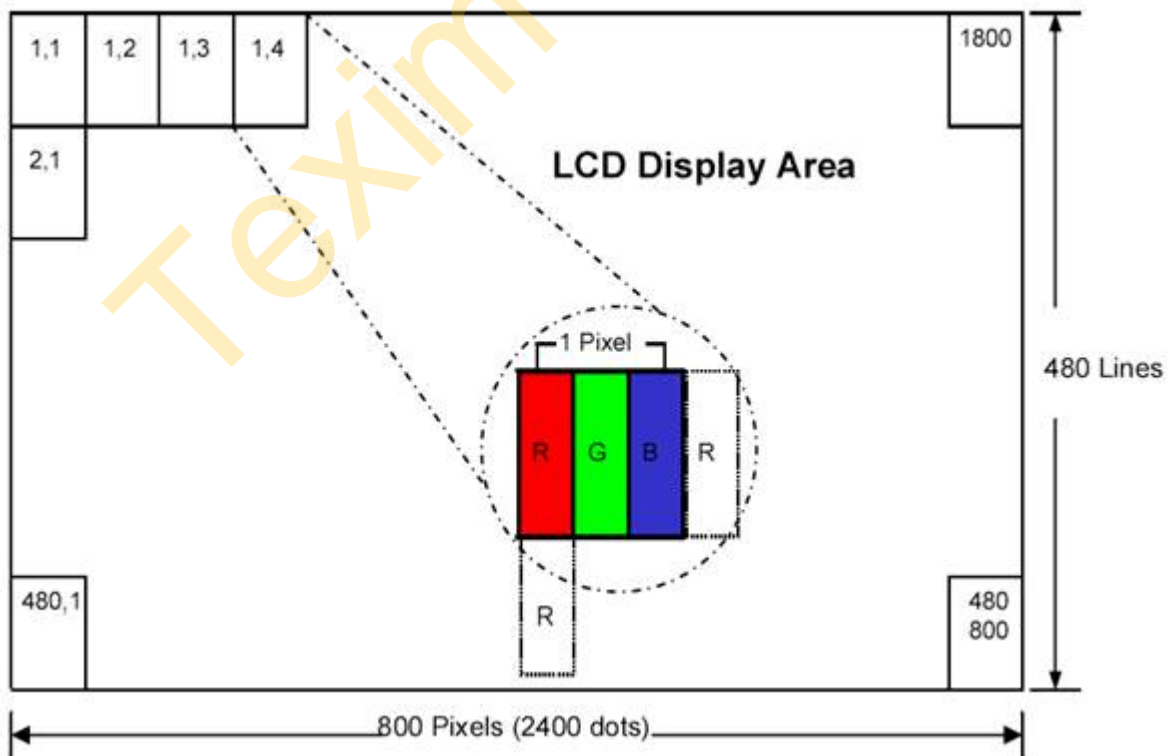 1,1 1,2 1,3 1,4 1800
2,1
LCD Display Area
1 Pixel
480 Lines
R G B R
480,1
R
480
800
800 Pixels (2400 dots)
Texim